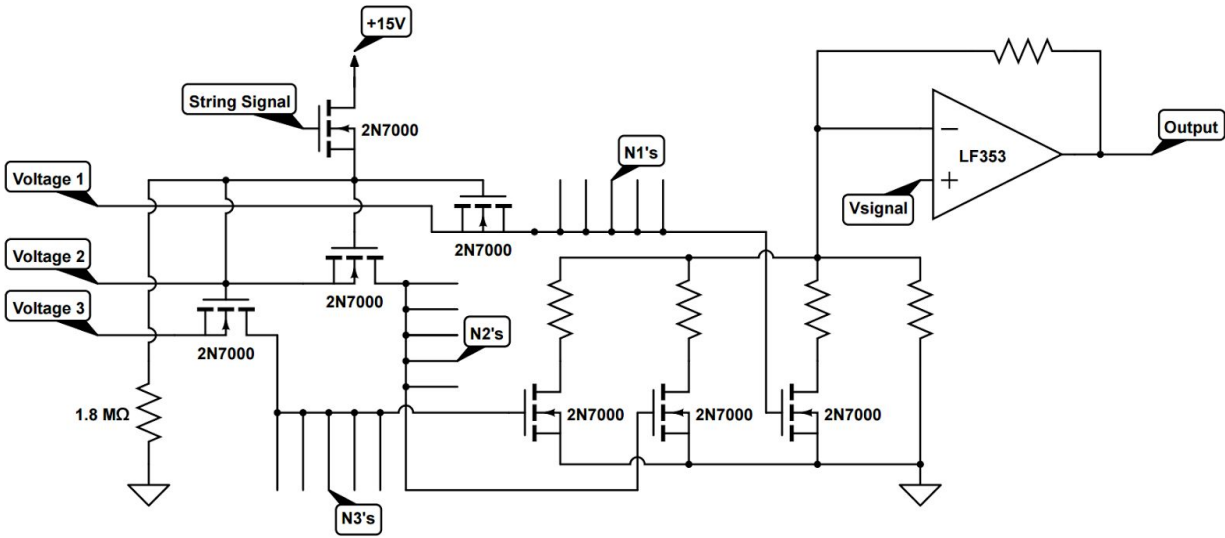 +15V
String Signal
2N7000
N1's
Output
LF353
Voltage 1
Vsignal
2N7000
Voltage 2
2N7000
Voltage 3
N2's
2N7000
1.8 MΩ
2N7000
2N7000
2N7000
N3's